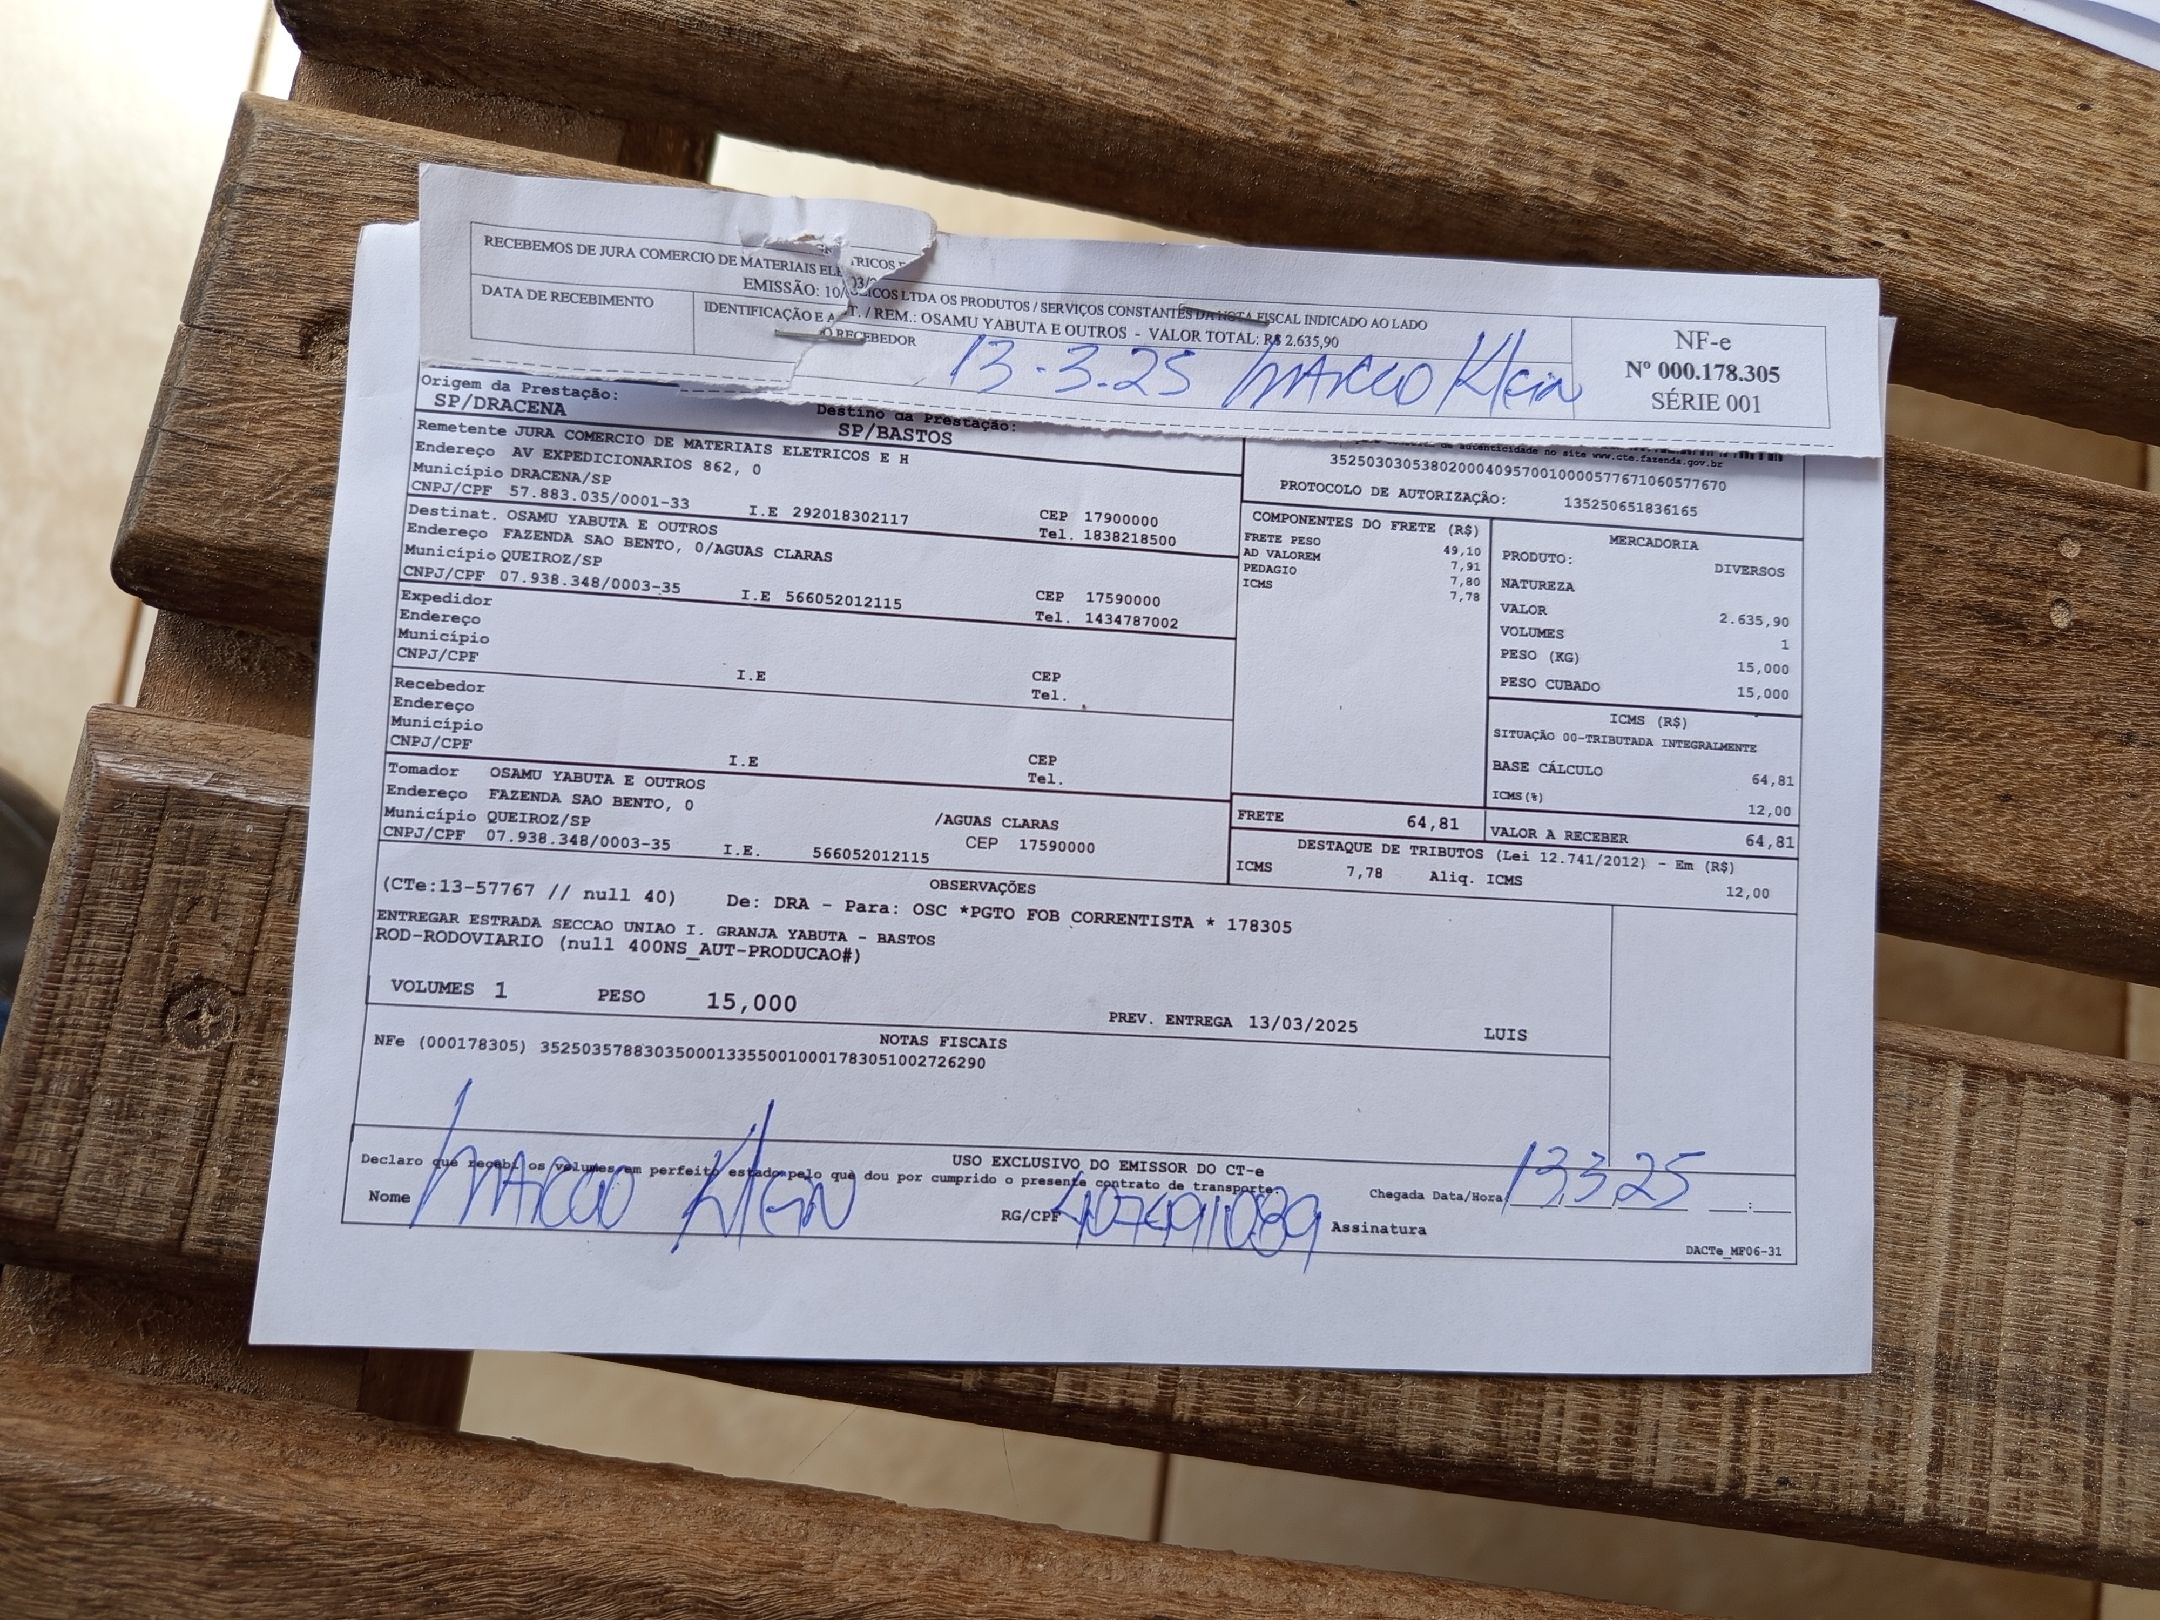 RECEBEMOS DE JURA COMERCIO DE MATERIAIS ELE TRICOS E
EMISSÃO: 10/ LTDA OS PRODUTOS / SERVIÇOS CONSTANTES DA NOTA FISCAL INDICADO AO LADO
DATA DE RECEBIMENTO
IDENTIFICAÇÃO E A T. / REM.: OSAMU YABUTA E OUTROS - VALOR TOTAL: R$ 2.635,90
O RECEBEDOR
13-3-25 MARCIO Klein
NF-e
Nº 000.178.305
SÉRIE 001
Origem da Prestação:
SP/DRACENA
Destino da Prestação:
SP/BASTOS
de autenticidade no site www.cte.fazenda.gov.br
35250303053802000409570010000577671060577670
PROTOCOLO DE AUTORIZAÇÃO: 135250651836165
Remetente JURA COMERCIO DE MATERIAIS ELETRICOS E H
Endereço AV EXPEDICIONARIOS 862, 0
Município DRACENA/SP CEP 17900000
CNPJ/CPF 57.883.035/0001-33 I.E 292018302117 Tel. 1838218500
Destinat. OSAMU YABUTA E OUTROS
Endereço FAZENDA SAO BENTO, 0/AGUAS CLARAS
Município QUEIROZ/SP CEP 17590000
CNPJ/CPF 07.938.348/0003-35 I.E 566052012115 Tel. 1434787002
Expedidor
Endereço
Município CEP
CNPJ/CPF I.E Tel.
Recebedor
Endereço
Município CEP
CNPJ/CPF I.E Tel.
Tomador OSAMU YABUTA E OUTROS
Endereço FAZENDA SAO BENTO, 0 /AGUAS CLARAS
Município QUEIROZ/SP CEP 17590000
CNPJ/CPF 07.938.348/0003-35 I.E. 566052012115
COMPONENTES DO FRETE (R$)
FRETE PESO 49,10
AD VALOREM 7,91
PEDAGIO 7,80
ICMS 7,78
FRETE 64,81
MERCADORIA
PRODUTO: DIVERSOS
NATUREZA
VALOR 2.635,90
VOLUMES 1
PESO (KG) 15,000
PESO CUBADO 15,000
ICMS (R$)
SITUAÇÃO 00-TRIBUTADA INTEGRALMENTE
BASE CÁLCULO 64,81
ICMS(%) 12,00
VALOR A RECEBER 64,81
DESTAQUE DE TRIBUTOS (Lei 12.741/2012) - Em (R$)
ICMS 7,78 Aliq. ICMS 12,00
OBSERVAÇÕES
(CTe:13-57767 // null 40) De: DRA - Para: OSC *PGTO FOB CORRENTISTA * 178305
ENTREGAR ESTRADA SECCAO UNIAO I. GRANJA YABUTA - BASTOS
ROD-RODOVIARIO (null 400NS_AUT-PRODUCAO#)
VOLUMES 1 PESO 15,000 PREV. ENTREGA 13/03/2025 LUIS
NOTAS FISCAIS
NFe (000178305) 35250357883035000133550010001783051002726290
USO EXCLUSIVO DO EMISSOR DO CT-e
Declaro que recebi os volumes em perfeito estado pelo que dou por cumprido o presente contrato de transporte
Nome MARCIO Klein RG/CPF 407491089 Assinatura
Chegada Data/Hora 13.3.25 :
DACTe_MF06-31